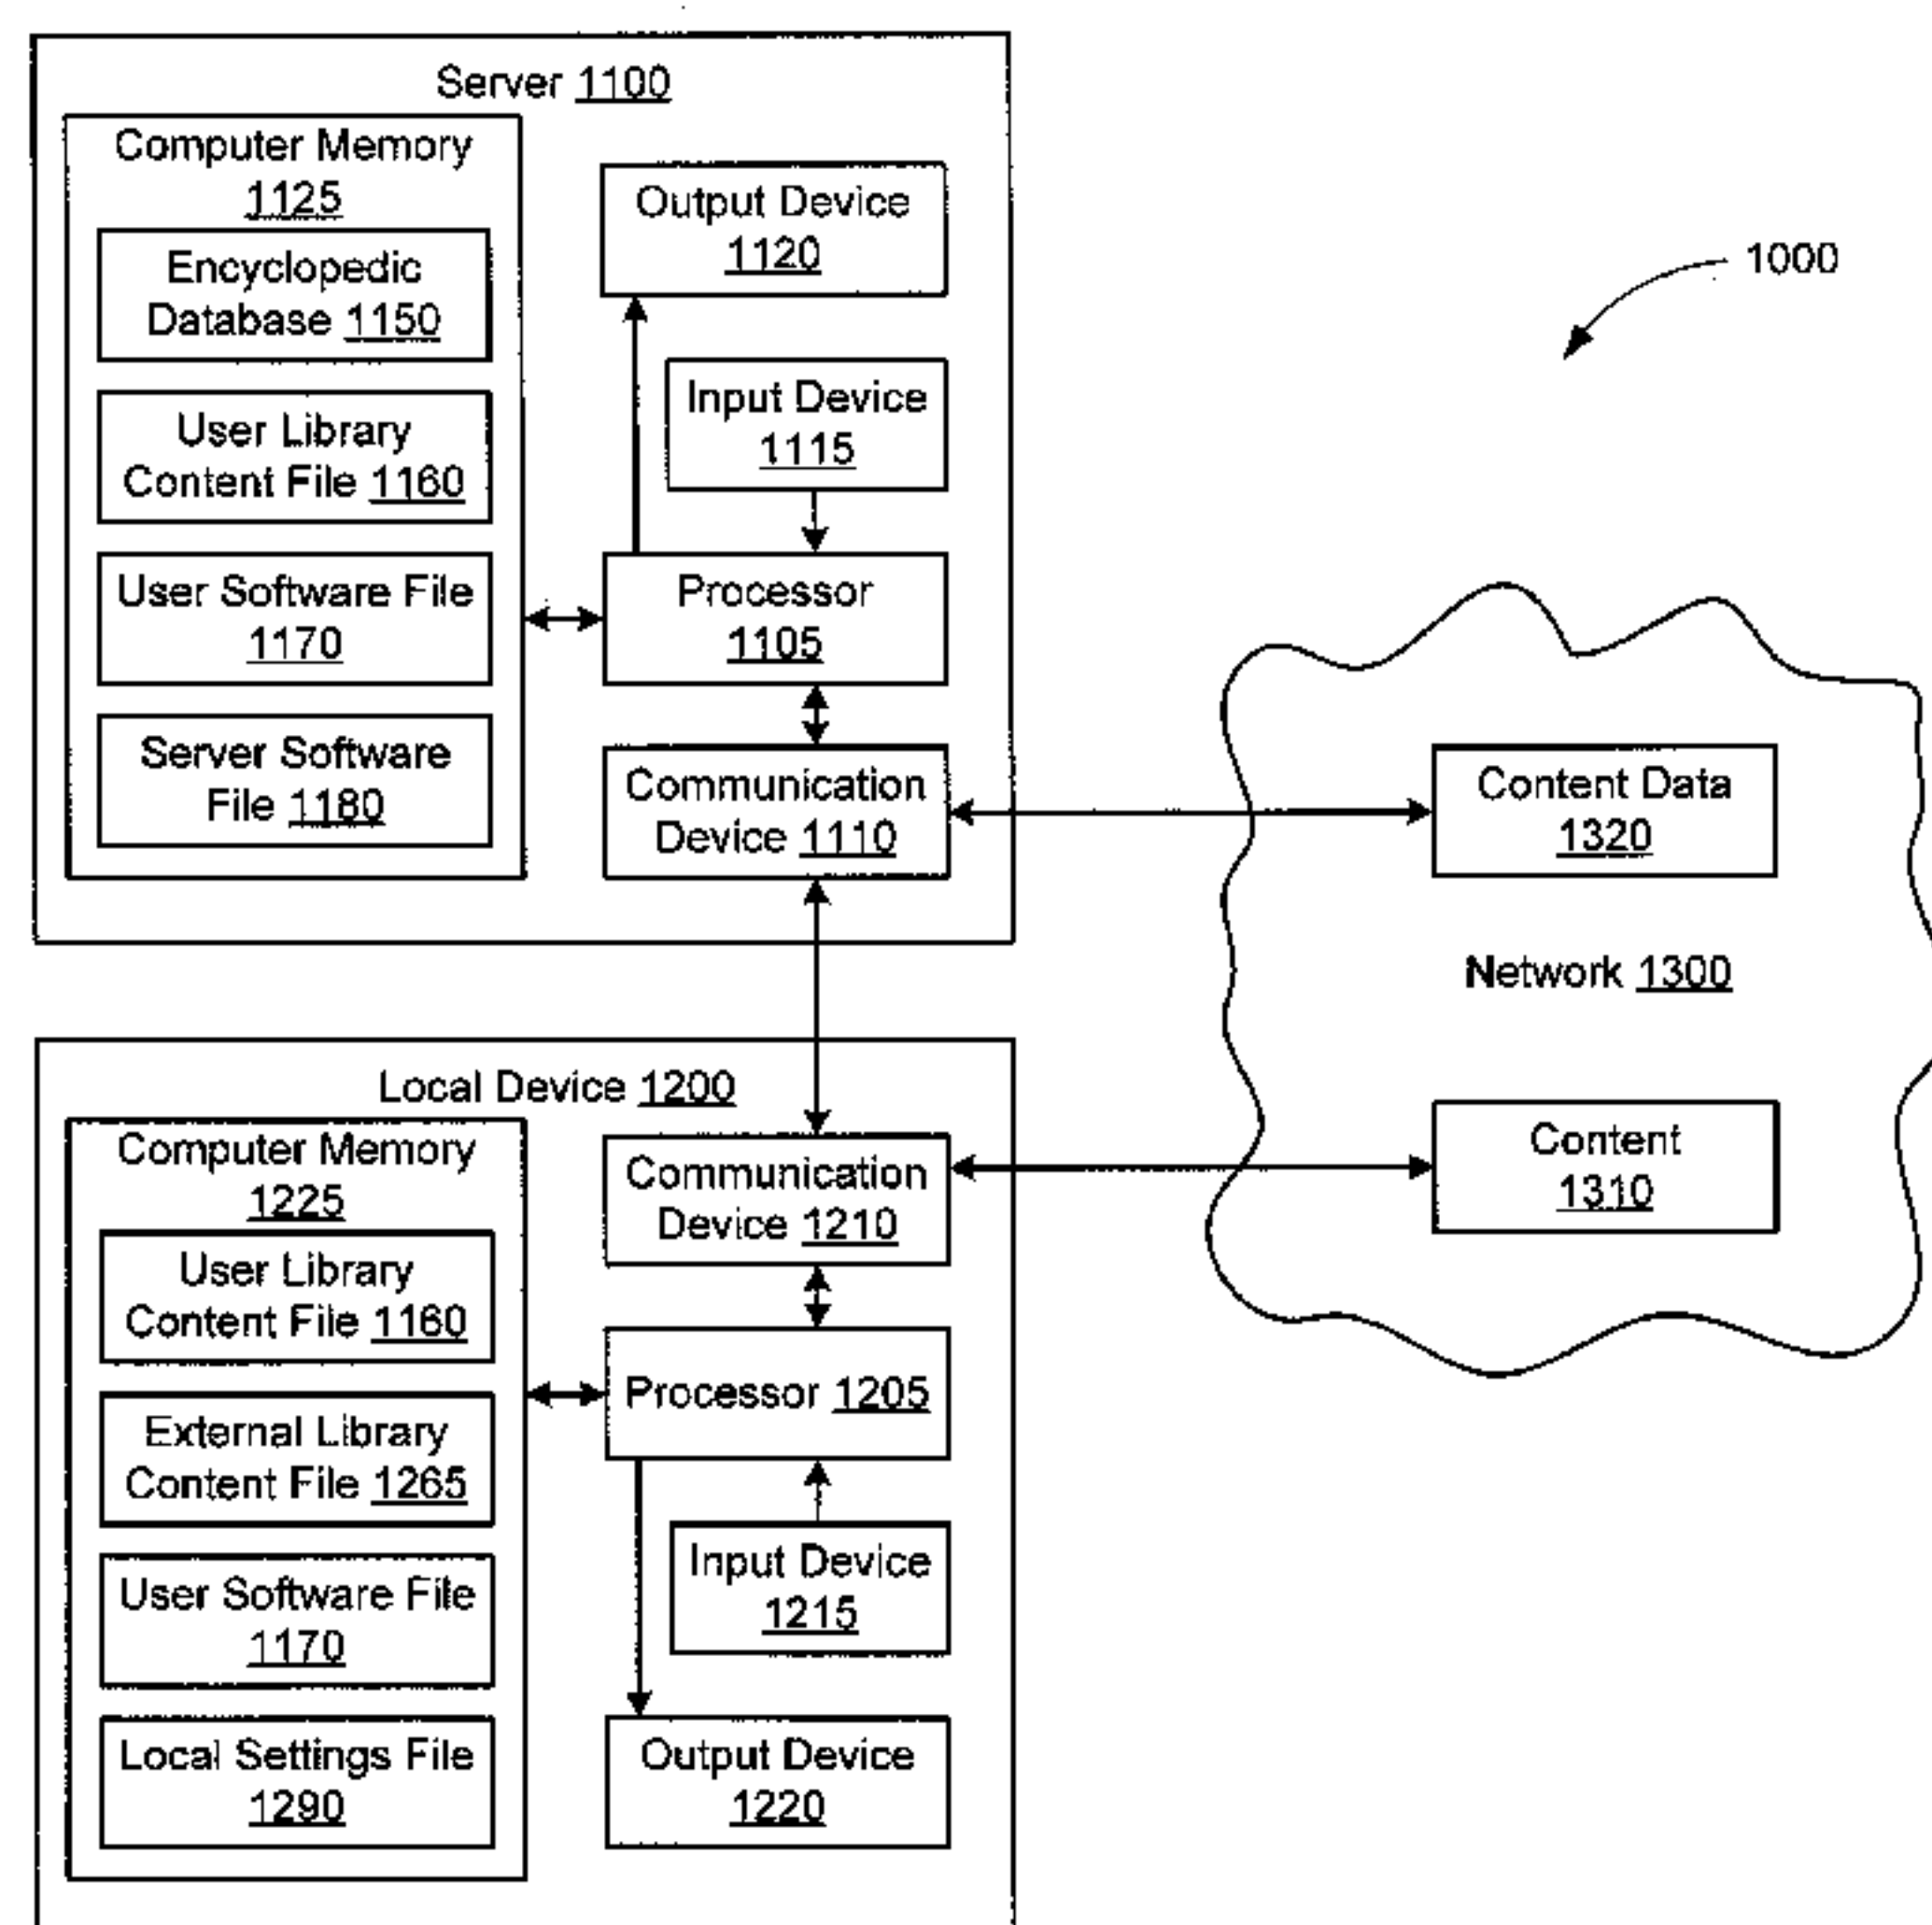 Server 1100
Computer Memory
1125
Encyclopedic
Database 1150
User Library
Content File 1160
User Software File
1170
Server Software
File 1180
Output Device
1120
Input Device
1115
Processor
1105
Communication
Device 1110
1000
Content Data
1320
Network 1300
Content
1310
Local Device 1200
Computer Memory
1225
User Library
Content File 1160
External Library
Content File 1265
User Software File
1170
Local Settings File
1290
Communication
Device 1210
Processor 1205
Input Device
1215
Output Device
1220